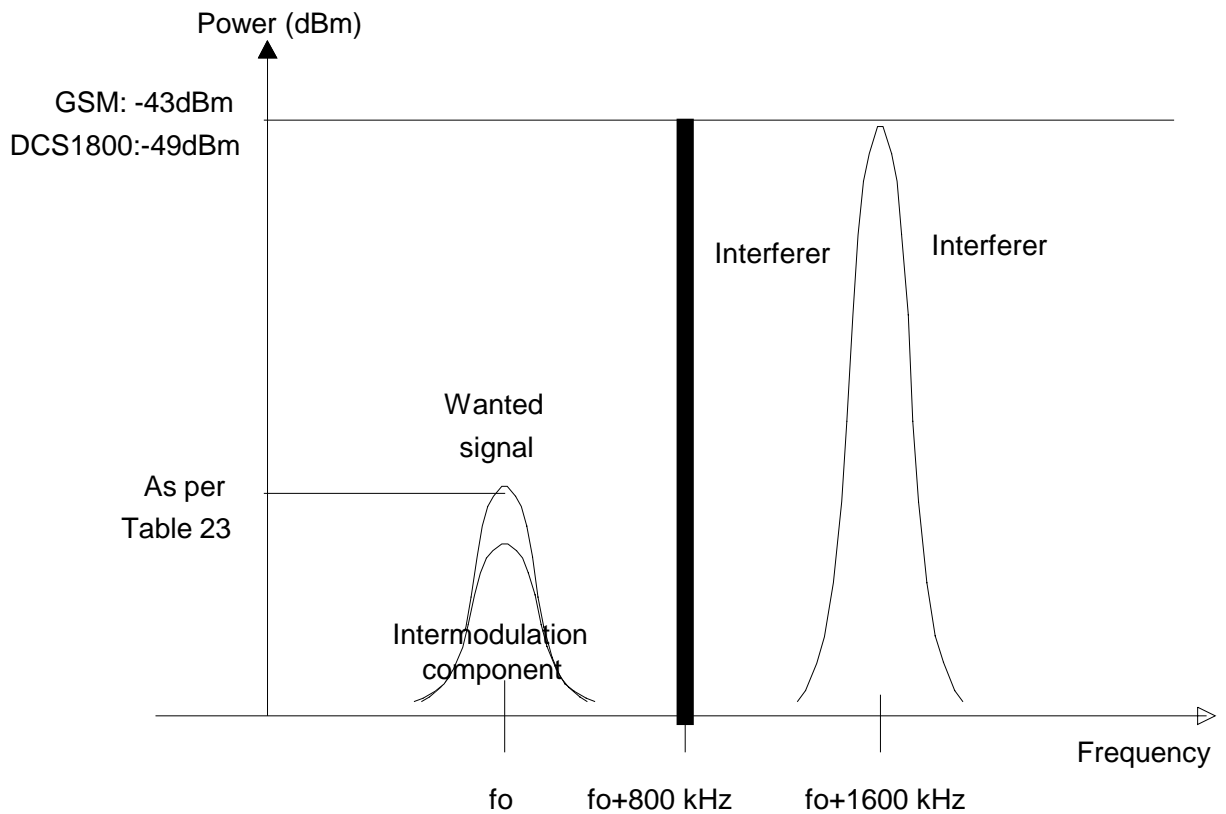 Power (dBm)
GSM: -43dBm
DCS1800:-49dBm
Interferer
Interferer
Wanted
signal
As per
Table 23
Intermodulation
component
Frequency
fo
fo+800 kHz
fo+1600 kHz